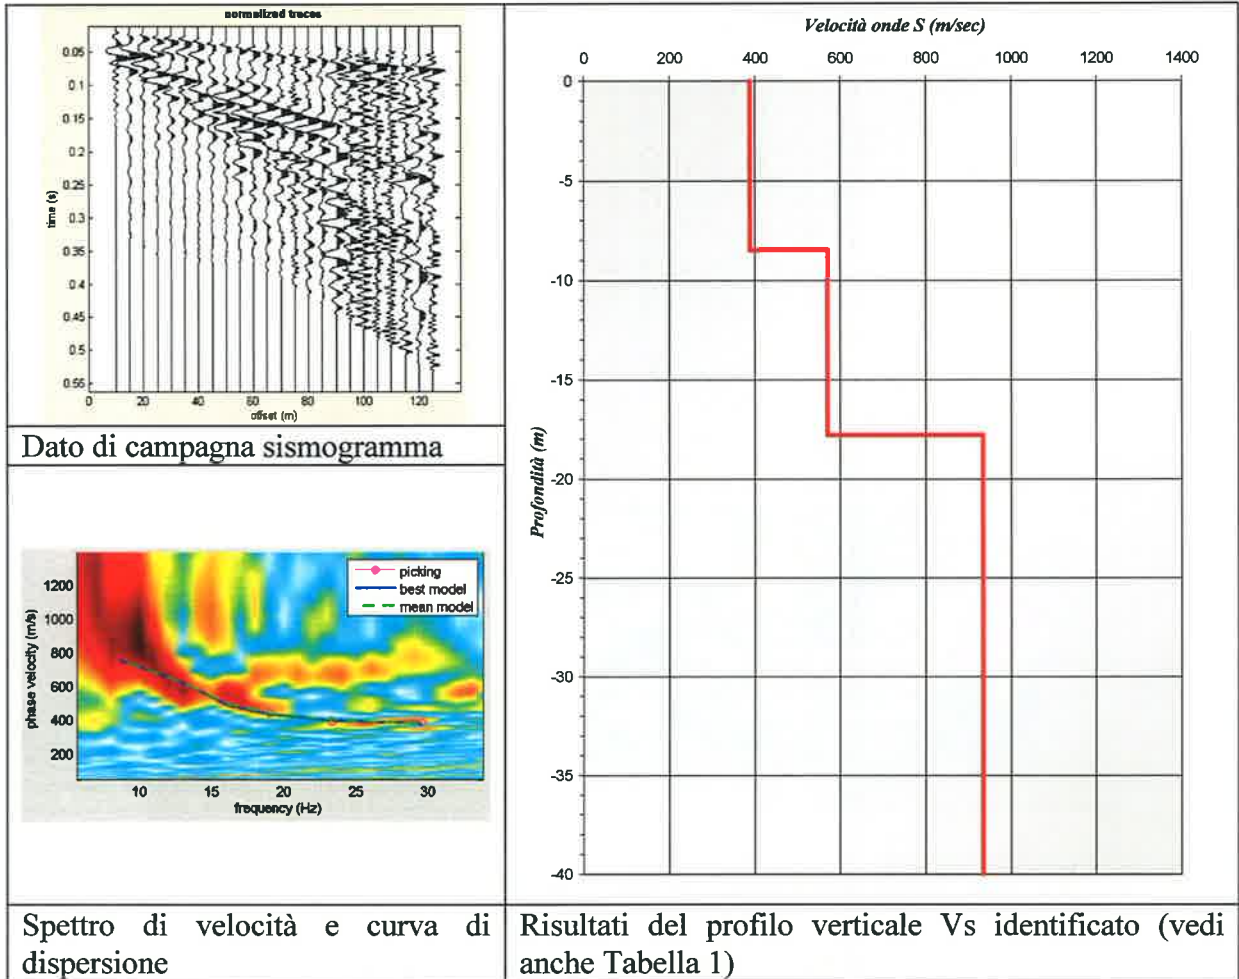 normalized traces
0.05
0.1
0.15
0.2
0.25
0.3
0.35
0.4
0.45
0.5
0.55
time (s)
0 20 40 60 80 100 120
offset (m)
Dato di campagna sismogramma
1200
1000
800
600
400
200
phase velocity (m/s)
picking
best model
mean model
10 15 20 25 30
frequency (Hz)
Spettro di velocità e curva di
dispersione
Velocità onde S (m/sec)
0 200 400 600 800 1000 1200 1400
0
-5
-10
-15
-20
-25
-30
-35
-40
Profondità (m)
Risultati del profilo verticale Vs identificato (vedi
anche Tabella 1)